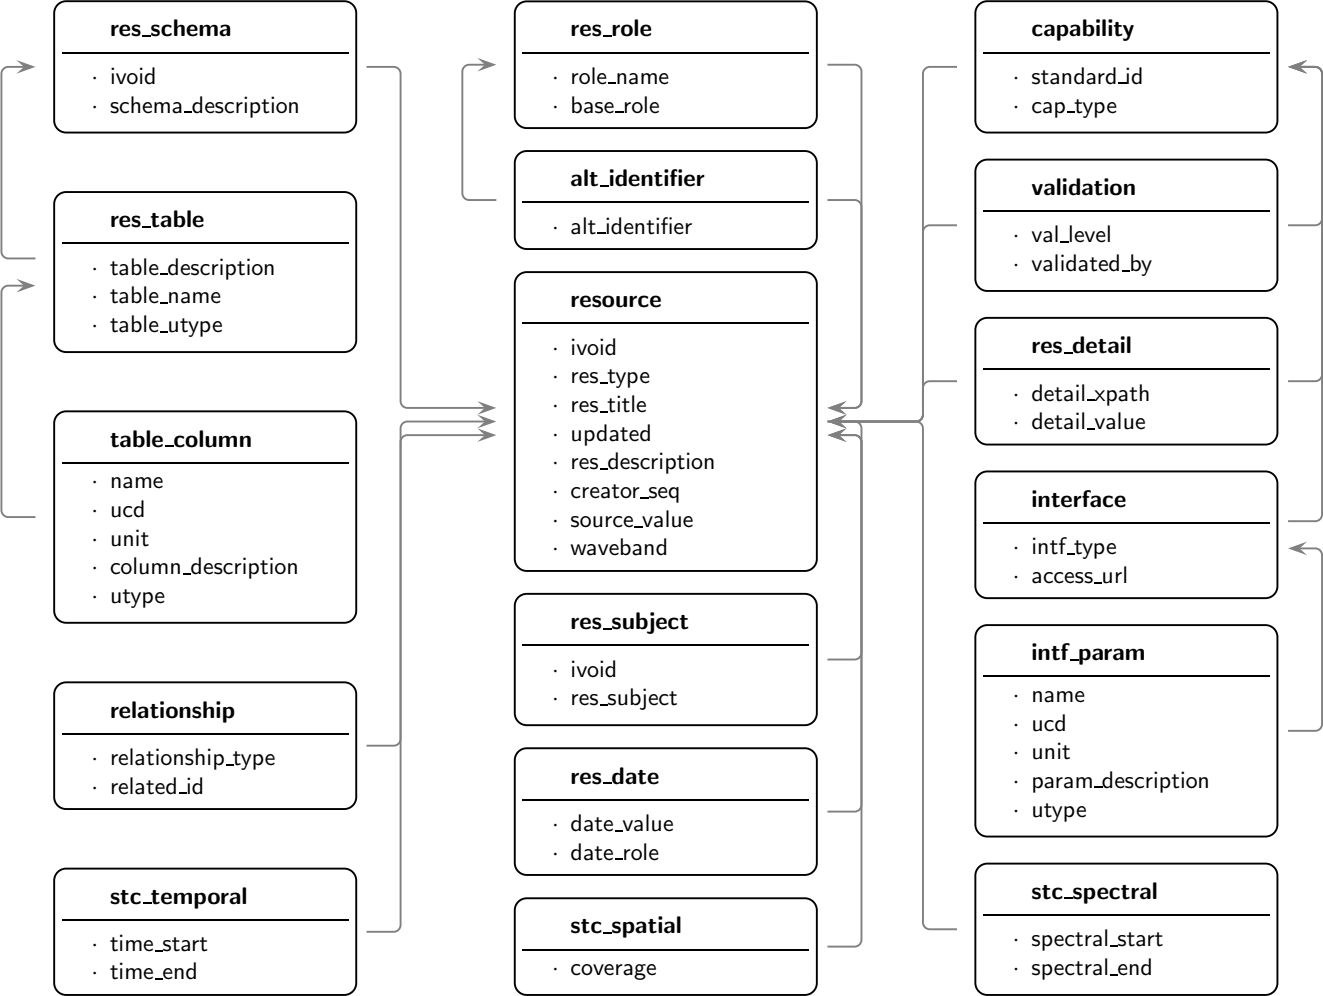 res_schema
· ivoid
· schema_description
res_table
· table_description
· table_name
· table_utype
table_column
· name
· ucd
· unit
· column_description
· utype
relationship
· relationship_type
· related_id
stc_temporal
· time_start
· time_end
res_role
· role_name
· base_role
alt_identifier
· alt_identifier
resource
· ivoid
· res_type
· res_title
· updated
· res_description
· creator_seq
· source_value
· waveband
res_subject
· ivoid
· res_subject
res_date
· date_value
· date_role
stc_spatial
· coverage
capability
· standard_id
· cap_type
validation
· val_level
· validated_by
res_detail
· detail_xpath
· detail_value
interface
· intf_type
· access_url
intf_param
· name
· ucd
· unit
· param_description
· utype
stc_spectral
· spectral_start
· spectral_end